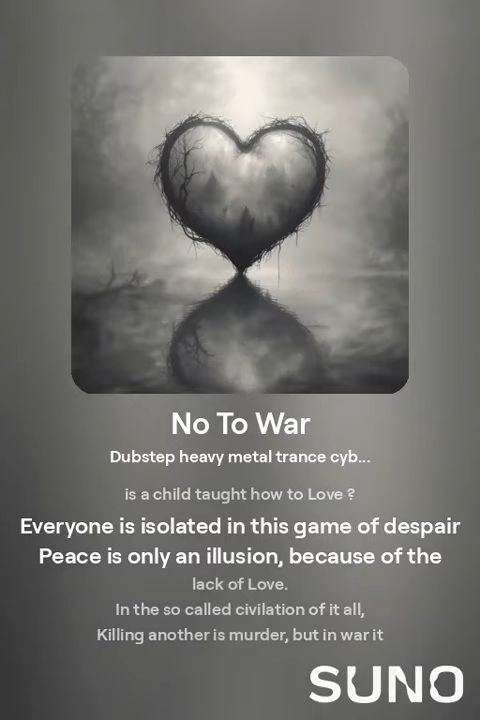 No To War
Dubstep heavy metal trance cyb...
is a child taught how to Love ?
Everyone is isolated in this game of despair
Peace is only an illusion, because of the
lack of Love.
In the so called civilation of it all,
Killing another is murder, but in war it
SUNO